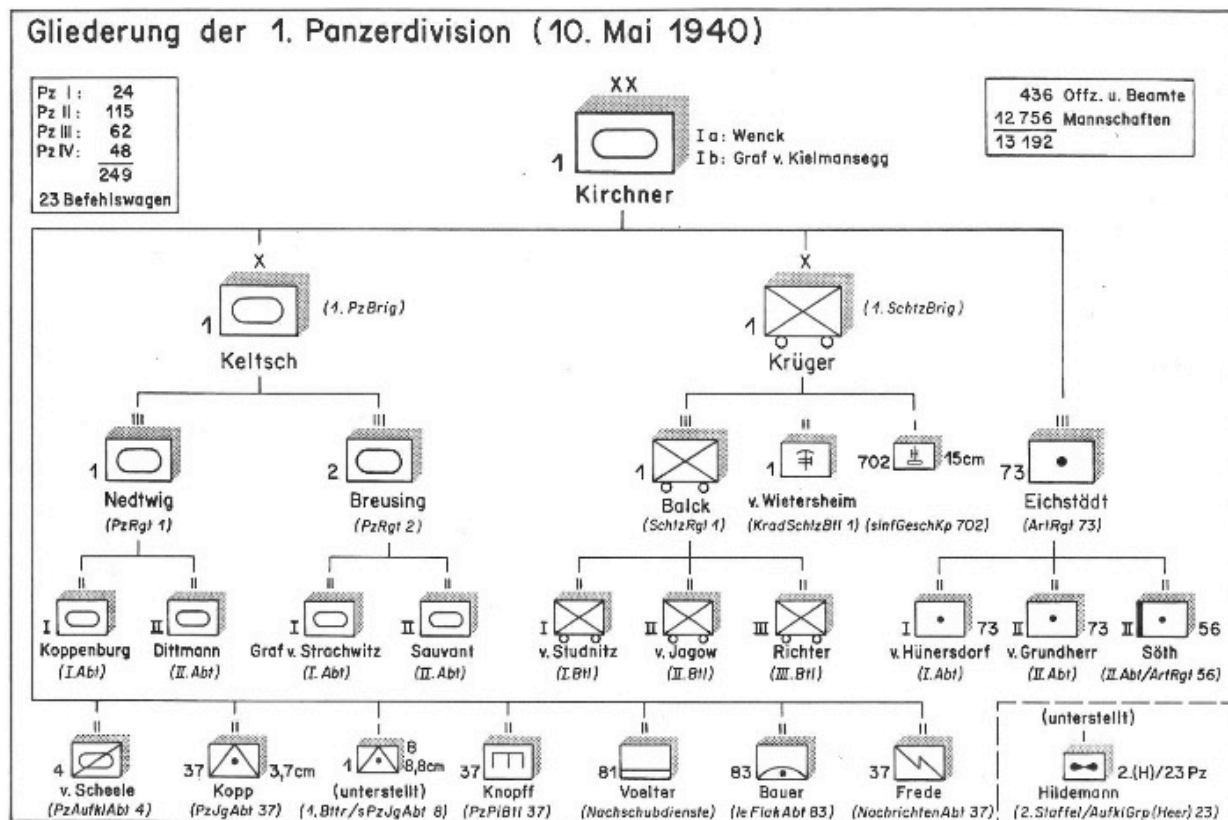 Gliederung der 1. Panzerdivision (10. Mai 1940)
Pz I: 24
Pz II: 115
Pz III: 62
Pz IV: 48
249
23 Befehlswagen
XX
1
Ia: Wenck
Ib: Graf v. Kielmansegg
Kirchner
436 Offz. u. Beamte
12 756 Mannschaften
13 192
X
1
(1. PzBrig)
Keltsch
X
1
(1. SchtzBrig)
Krüger
III
1
Nedtwig
(PzRgt 1)
III
2
Breusing
(PzRgt 2)
III
1
Balck
(SchtzRgt 1)
II
1
v. Wietersheim
(KradSchtzBtl 1)
I
702
15cm
(sInfGeschKp 702)
III
73
Eichstädt
(ArtRgt 73)
II
I
Koppenburg
(I. Abt)
II
II
Dittmann
(II. Abt)
II
I
Graf v. Strachwitz
(I. Abt)
II
II
Sauvant
(II. Abt)
II
I
v. Studnitz
(I. Btl)
II
II
v. Jagow
(II. Btl)
II
III
Richter
(III. Btl)
II
I
73
v. Hünersdorf
(I. Abt)
II
II
73
v. Grundherr
(II. Abt)
II
II
56
Söth
(II. Abt/ArtRgt 56)
II
4
v. Scheele
(PzAufklAbt 4)
II
37
3,7cm
Kopp
(PzJgAbt 37)
I
1
8
8,8cm
(unterstellt)
(1. Bttr/sPzJgAbt 8)
II
37
Knopff
(PzPiBtl 37)
II
81
Voelter
(Nachschubdienste)
II
83
Bauer
(le FlakAbt 83)
II
37
Frede
(NachrichtenAbt 37)
(unterstellt)
I
2.(H)/23 Pz
Hildemann
(2. Staffel/AufklGrp (Heer) 23)